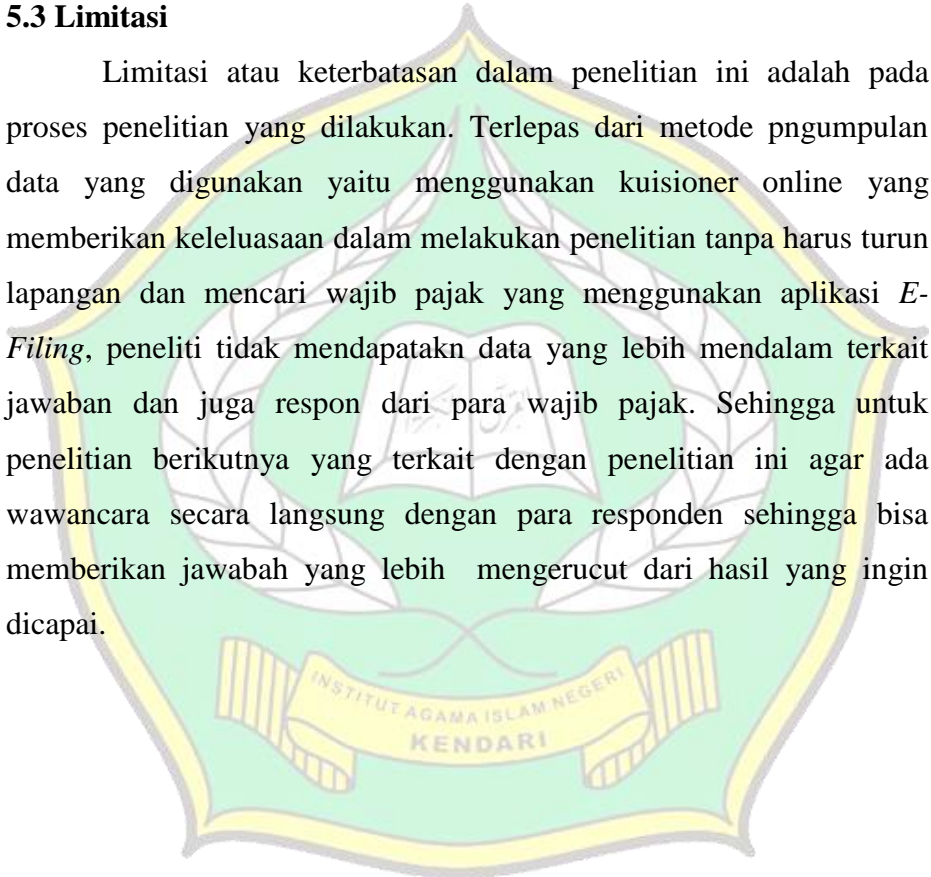 5.3 Limitasi
Limitasi atau keterbatasan dalam penelitian ini adalah pada
proses penelitian yang dilakukan. Terlepas dari metode pngumpulan
data yang digunakan yaitu menggunakan kuisioner online yang
memberikan keleluasaan dalam melakukan penelitian tanpa harus turun
lapangan dan mencari wajib pajak yang menggunakan aplikasi E-
Filing, peneliti tidak mendapatakn data yang lebih mendalam terkait
jawaban dan juga respon dari para wajib pajak. Sehingga untuk
penelitian berikutnya yang terkait dengan penelitian ini agar ada
wawancara secara langsung dengan para responden sehingga bisa
memberikan jawabah yang lebih mengerucut dari hasil yang ingin
dicapai.
INSTITUT AGAMA ISLAM NEGERI
KENDARI